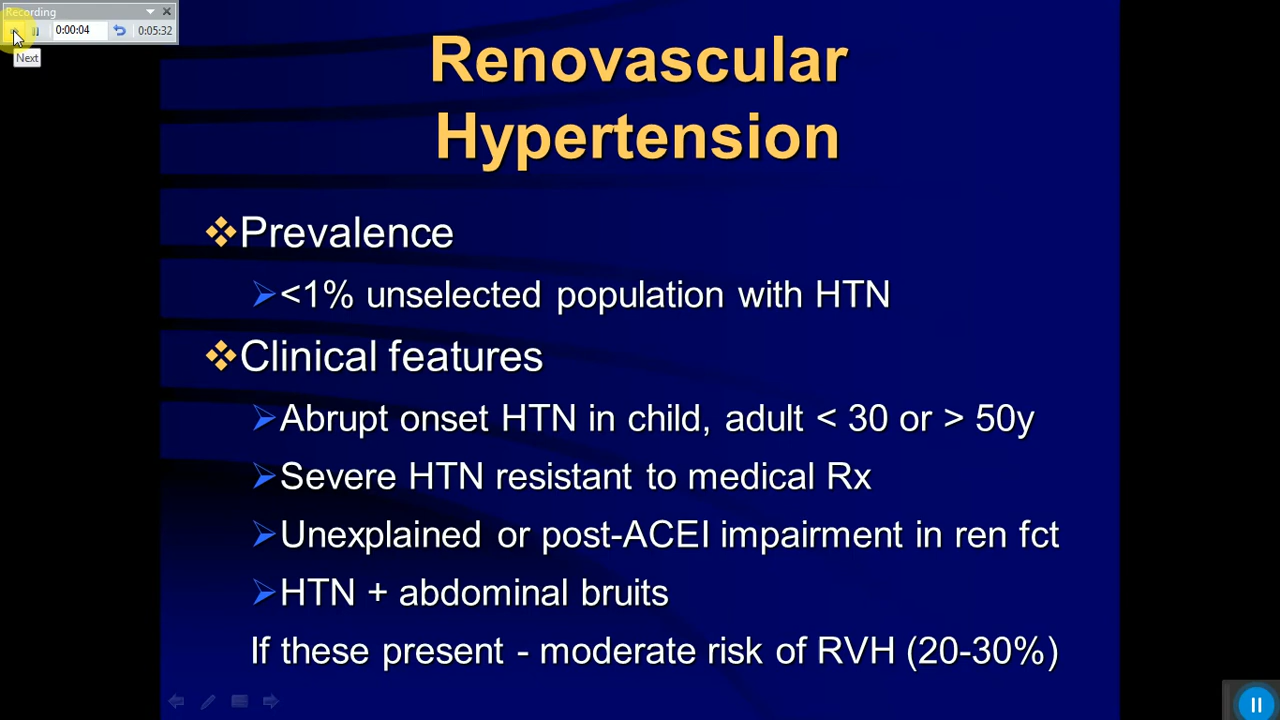 Recording
0:00:04
0:05:32
Next
Renovascular
Hypertension
Prevalence
<1% unselected population with HTN
Clinical features
Abrupt onset HTN in child, adult < 30 or > 50y
Severe HTN resistant to medical Rx
Unexplained or post-ACEI impairment in ren fct
HTN + abdominal bruits
If these present - moderate risk of RVH (20-30%)